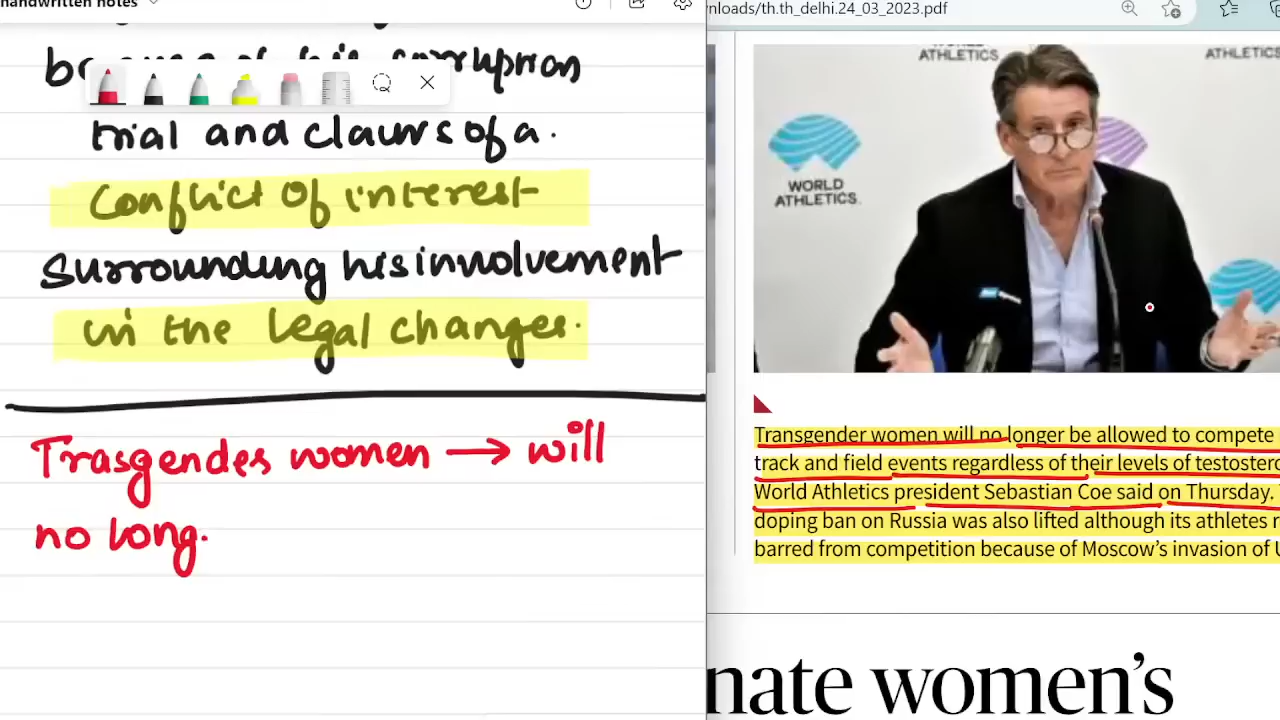 handwritten notes
trial and claims of a.
Conflict of interest
Surrounding his involvement
in the legal changes.
Trasgendes women → will
no long.
nloads/th.th_delhi.24_03_2023.pdf
ATHLETICS
ATHLETICS
WORLD
ATHLETICS.
Transgender women will no longer be allowed to compete
track and field events regardless of their levels of testostero
World Athletics president Sebastian Coe said on Thursday.
doping ban on Russia was also lifted although its athletes r
barred from competition because of Moscow's invasion of U
nate women's